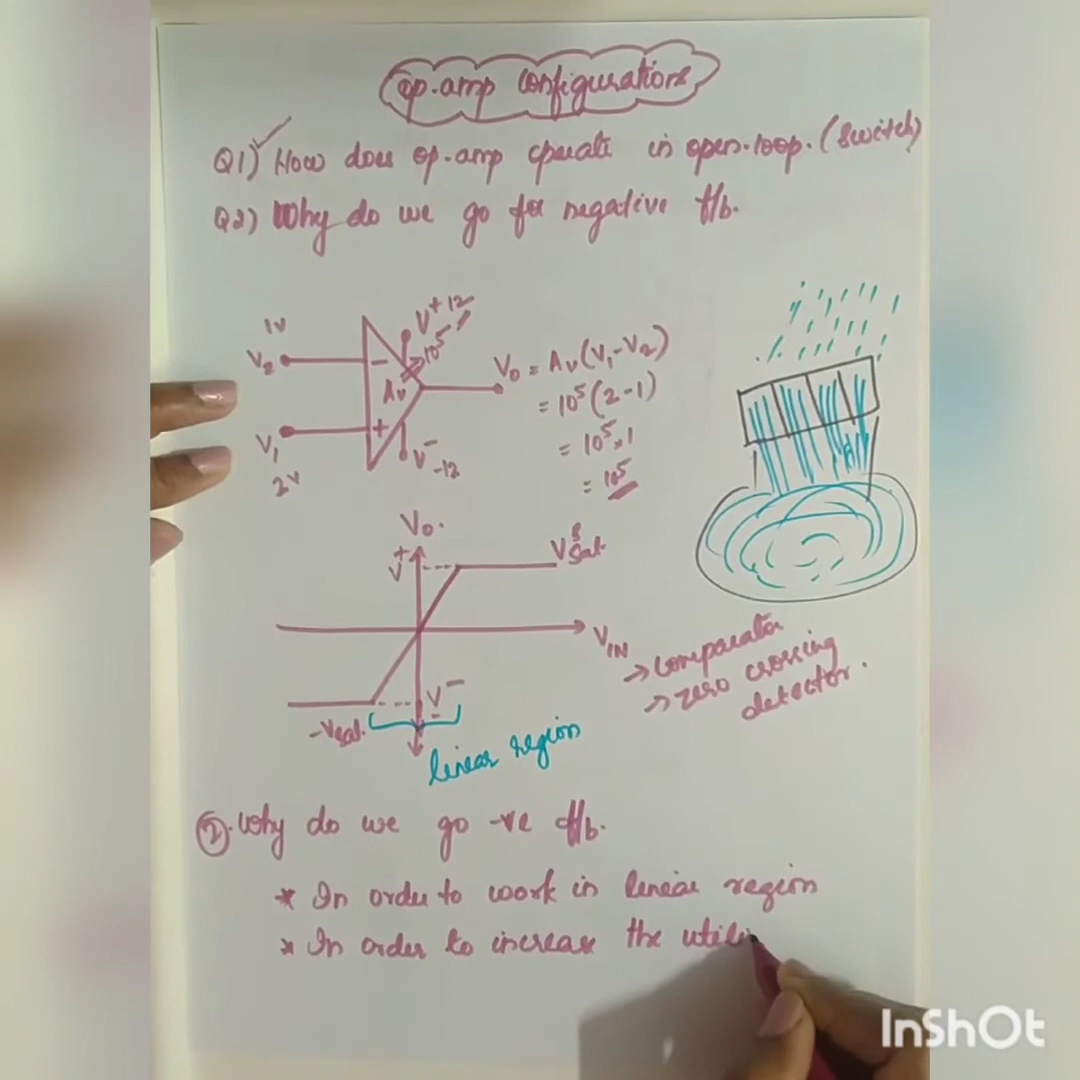 op-amp configurations
Q1) How does op-amp operate in open-loop. (switch)
Q2) Why do we go for negative f/b.
1V
V2
V+ +12
10^5
-
Av
+
V1
2V
V- -12
Vo = Av (V1-V2)
= 10^5 (2-1)
= 10^5 x 1
= 10^5
Vo.
V+
Vsat.
VIN
V-
-Vsat.
linear region
→ comparator
→ zero crossing
detector.
2. Why do we go -ve f/b.
* In order to work in linear region
* In order to increase the utili
InShOt